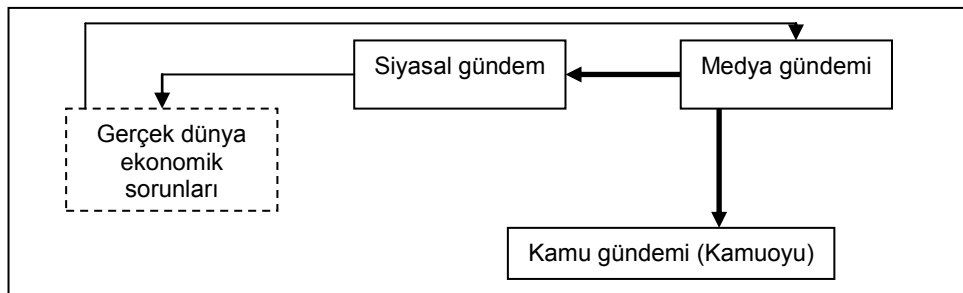 Siyasal gündem
Medya gündemi
Gerçek dünya
ekonomik
sorunları
Kamu gündemi (Kamuoyu)